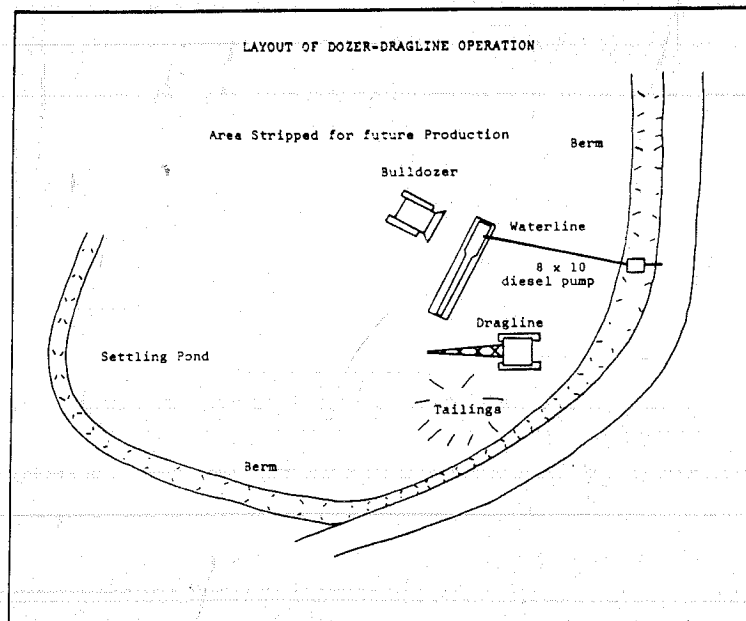 LAYOUT OF DOZER-DRAGLINE OPERATION
Area Stripped for future Production
Berm
Bulldozer
Waterline
8 x 10
diesel pump
Dragline
Settling Pond
Tailings
Berm